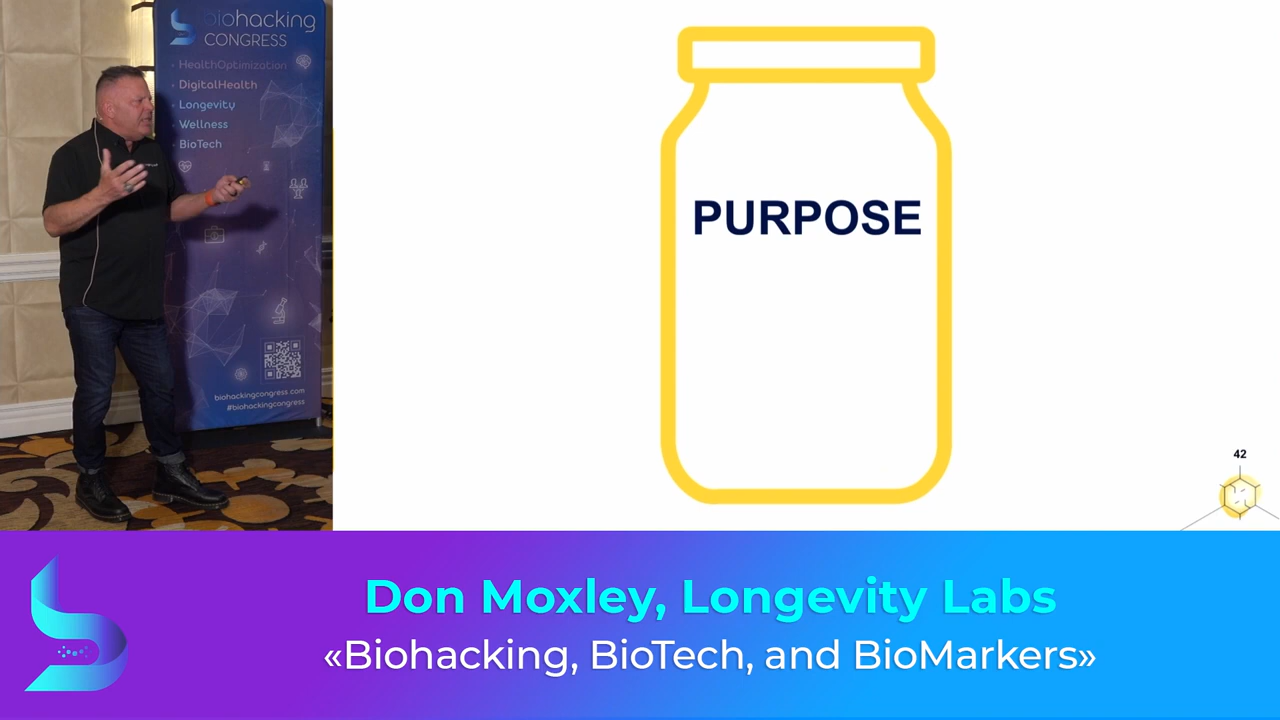 biohacking
CONGRESS
HealthOptimization
DigitalHealth
Longevity
Wellness
BioTech
biohackingcongress.com
#biohackingcongress
PURPOSE
42
Don Moxley, Longevity Labs
«Biohacking, BioTech, and BioMarkers»